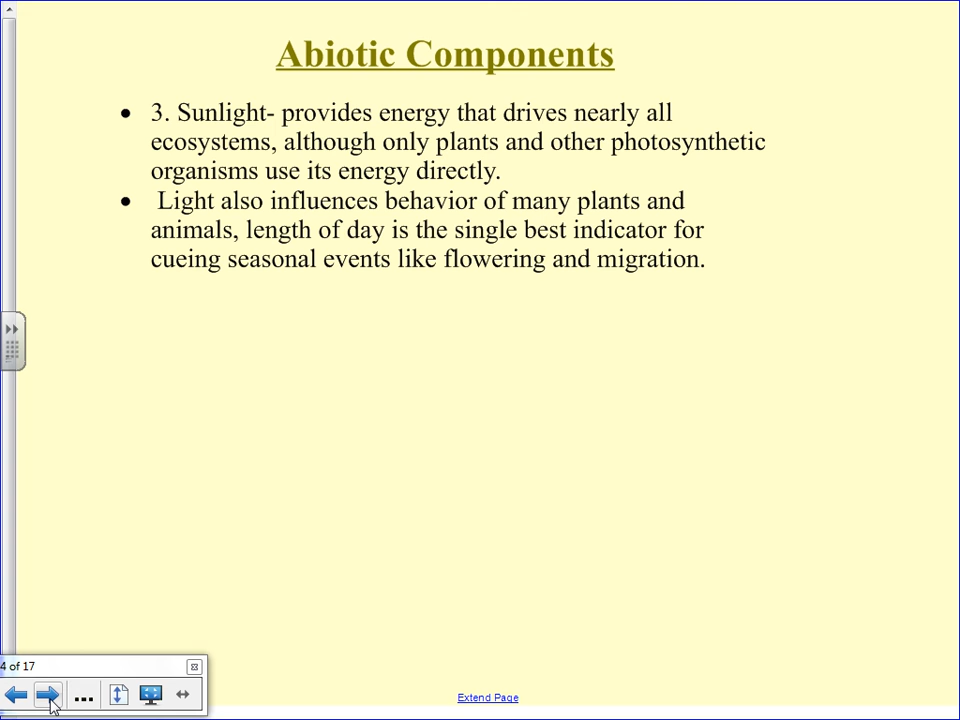 Abiotic Components
• 3. Sunlight- provides energy that drives nearly all
ecosystems, although only plants and other photosynthetic
organisms use its energy directly.
• Light also influences behavior of many plants and
animals, length of day is the single best indicator for
cueing seasonal events like flowering and migration.
4 of 17
...
Extend Page